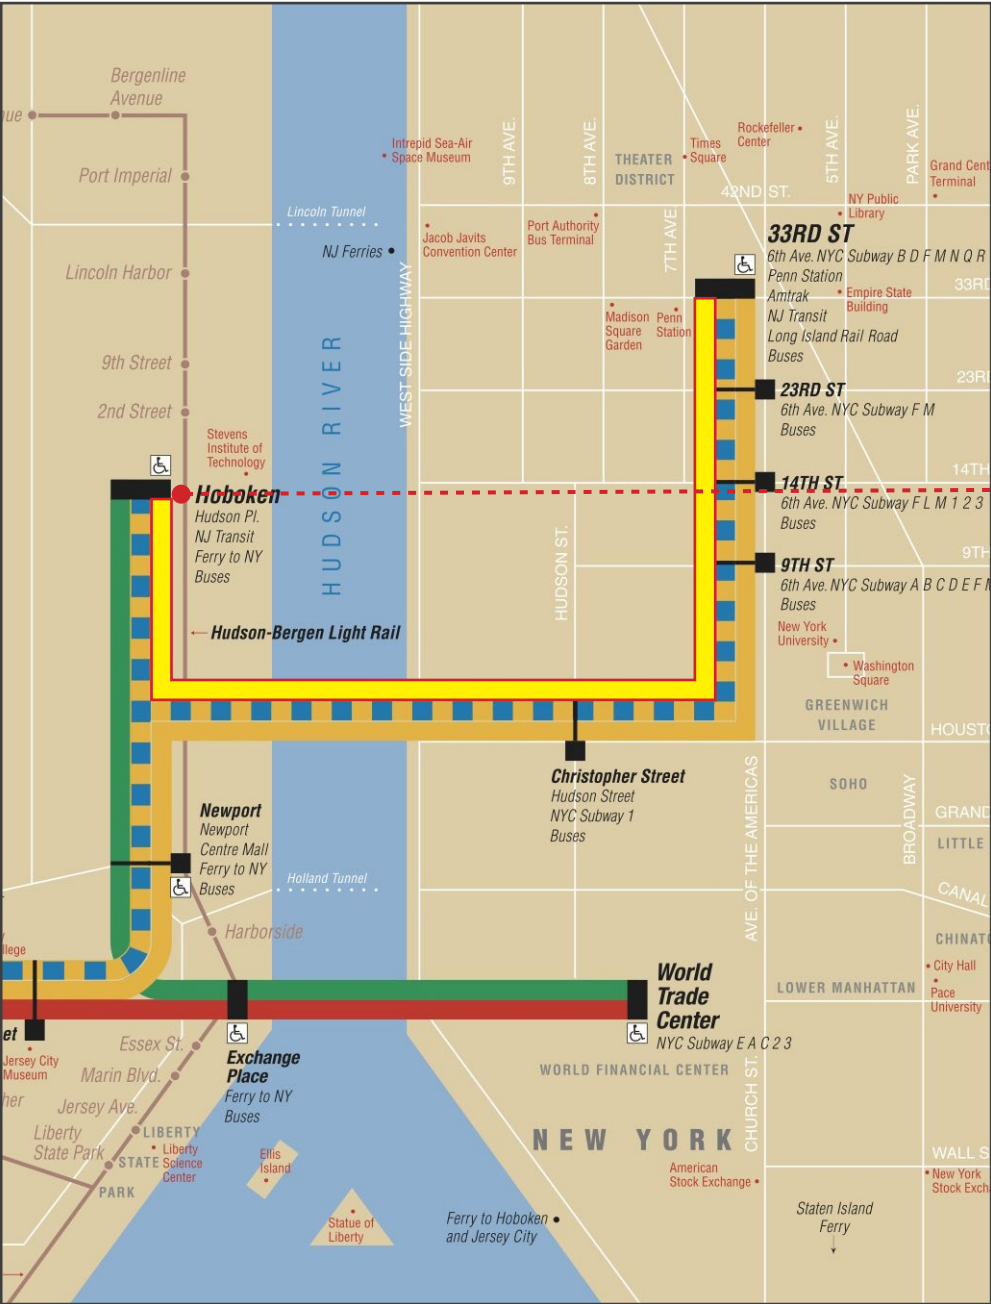 Bergenline
Avenue
Port Imperial
Lincoln Harbor
9th Street
2nd Street
Lincoln Tunnel
NJ Ferries
Intrepid Sea-Air
Space Museum
9TH AVE.
8TH AVE.
THEATER
DISTRICT
Times
Square
Rockefeller
Center
5TH AVE.
PARK AVE.
Grand Cent
Terminal
42ND ST.
NY Public
Library
7TH AVE
Jacob Javits
Convention Center
Port Authority
Bus Terminal
33RD ST
6th Ave. NYC Subway B D F M N Q R
Penn Station
Amtrak
NJ Transit
Long Island Rail Road
Buses
Empire State
Building
33RD
Madison
Square
Garden
Penn
Station
WEST SIDE HIGHWAY
HUDSON RIVER
23RD
23RD ST
6th Ave. NYC Subway F M
Buses
Stevens
Institute of
Technology
Hoboken
Hudson Pl.
NJ Transit
Ferry to NY
Buses
14TH
14TH ST
6th Ave. NYC Subway F L M 1 2 3
Buses
HUDSON ST.
9TH
9TH ST
6th Ave. NYC Subway A B C D E F M
Buses
Hudson-Bergen Light Rail
New York
University
Washington
Square
GREENWICH
VILLAGE
HOUSTO
Christopher Street
Hudson Street
NYC Subway 1
Buses
AVE. OF THE AMERICAS
SOHO
BROADWAY
GRAND
LITTLE
Newport
Newport
Centre Mall
Ferry to NY
Buses
Holland Tunnel
CANAL
Harborside
llege
CHINATO
City Hall
Pace
University
LOWER MANHATTAN
World
Trade
Center
NYC Subway E A C 2 3
et
Jersey City
Museum
her
Essex St.
Marin Blvd.
Jersey Ave.
Liberty
State Park
Exchange
Place
Ferry to NY
Buses
WORLD FINANCIAL CENTER
CHURCH ST.
LIBERTY
STATE
PARK
Liberty
Science
Center
Ellis
Island
Statue of
Liberty
NEW YORK
WALL S
American
Stock Exchange
New York
Stock Exch
Ferry to Hoboken
and Jersey City
Staten Island
Ferry